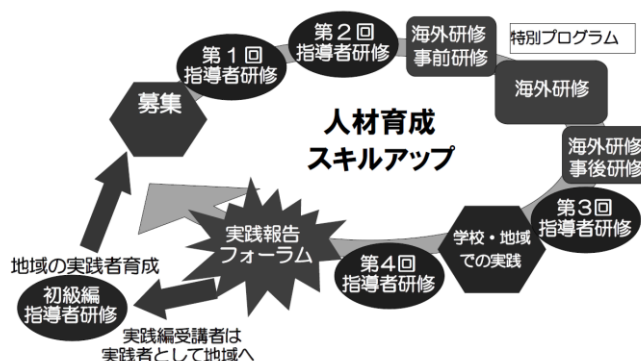 募集
第1回
指導者研修
第2回
指導者研修
海外研修
事前研修
特別プログラム
海外研修
海外研修
事後研修
第3回
指導者研修
学校・地域
での実践
第4回
指導者研修
実践報告
フォーラム
人材育成
スキルアップ
地域の実践者育成
初級編
指導者研修
実践編受講者は
実践者として地域へ